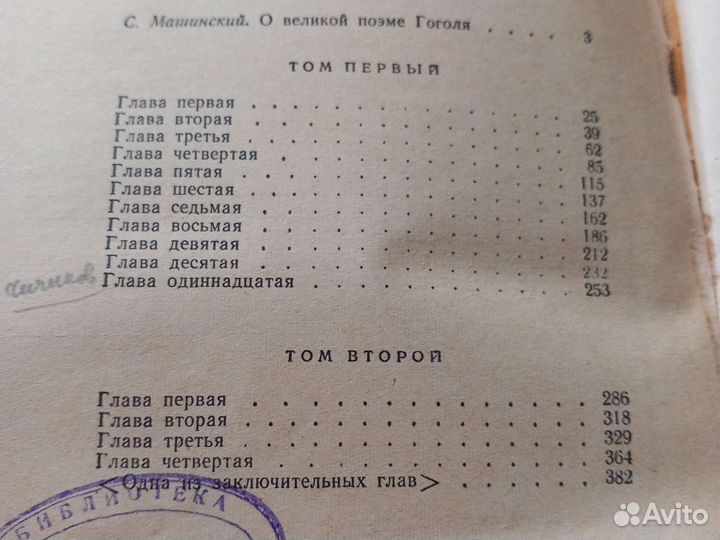 С. Машинский. О великой поэме Гоголя . . . . 3
ТОМ ПЕРВЫЙ
Глава первая . . . . . . . . . . . . . . . 25
Глава вторая . . . . . . . . . . . . . . . 39
Глава третья . . . . . . . . . . . . . . . 62
Глава четвертая . . . . . . . . . . . . . . 85
Глава пятая . . . . . . . . . . . . . . . 115
Глава шестая . . . . . . . . . . . . . . . 137
Глава седьмая . . . . . . . . . . . . . . . 162
Глава восьмая . . . . . . . . . . . . . . . 186
Глава девятая . . . . . . . . . . . . . . . 212
Глава десятая . . . . . . . . . . . . . . . 232
Чичиков Глава одиннадцатая . . . . . . . . . . . . 253
ТОМ ВТОРОЙ
Глава первая . . . . . . . . . . . . . . . 286
Глава вторая . . . . . . . . . . . . . . . 318
Глава третья . . . . . . . . . . . . . . . 329
Глава четвертая . . . . . . . . . . . . . . 364
<Одна из заключительных глав> . . . . . . 382
БИБЛИОТЕКА
Avito